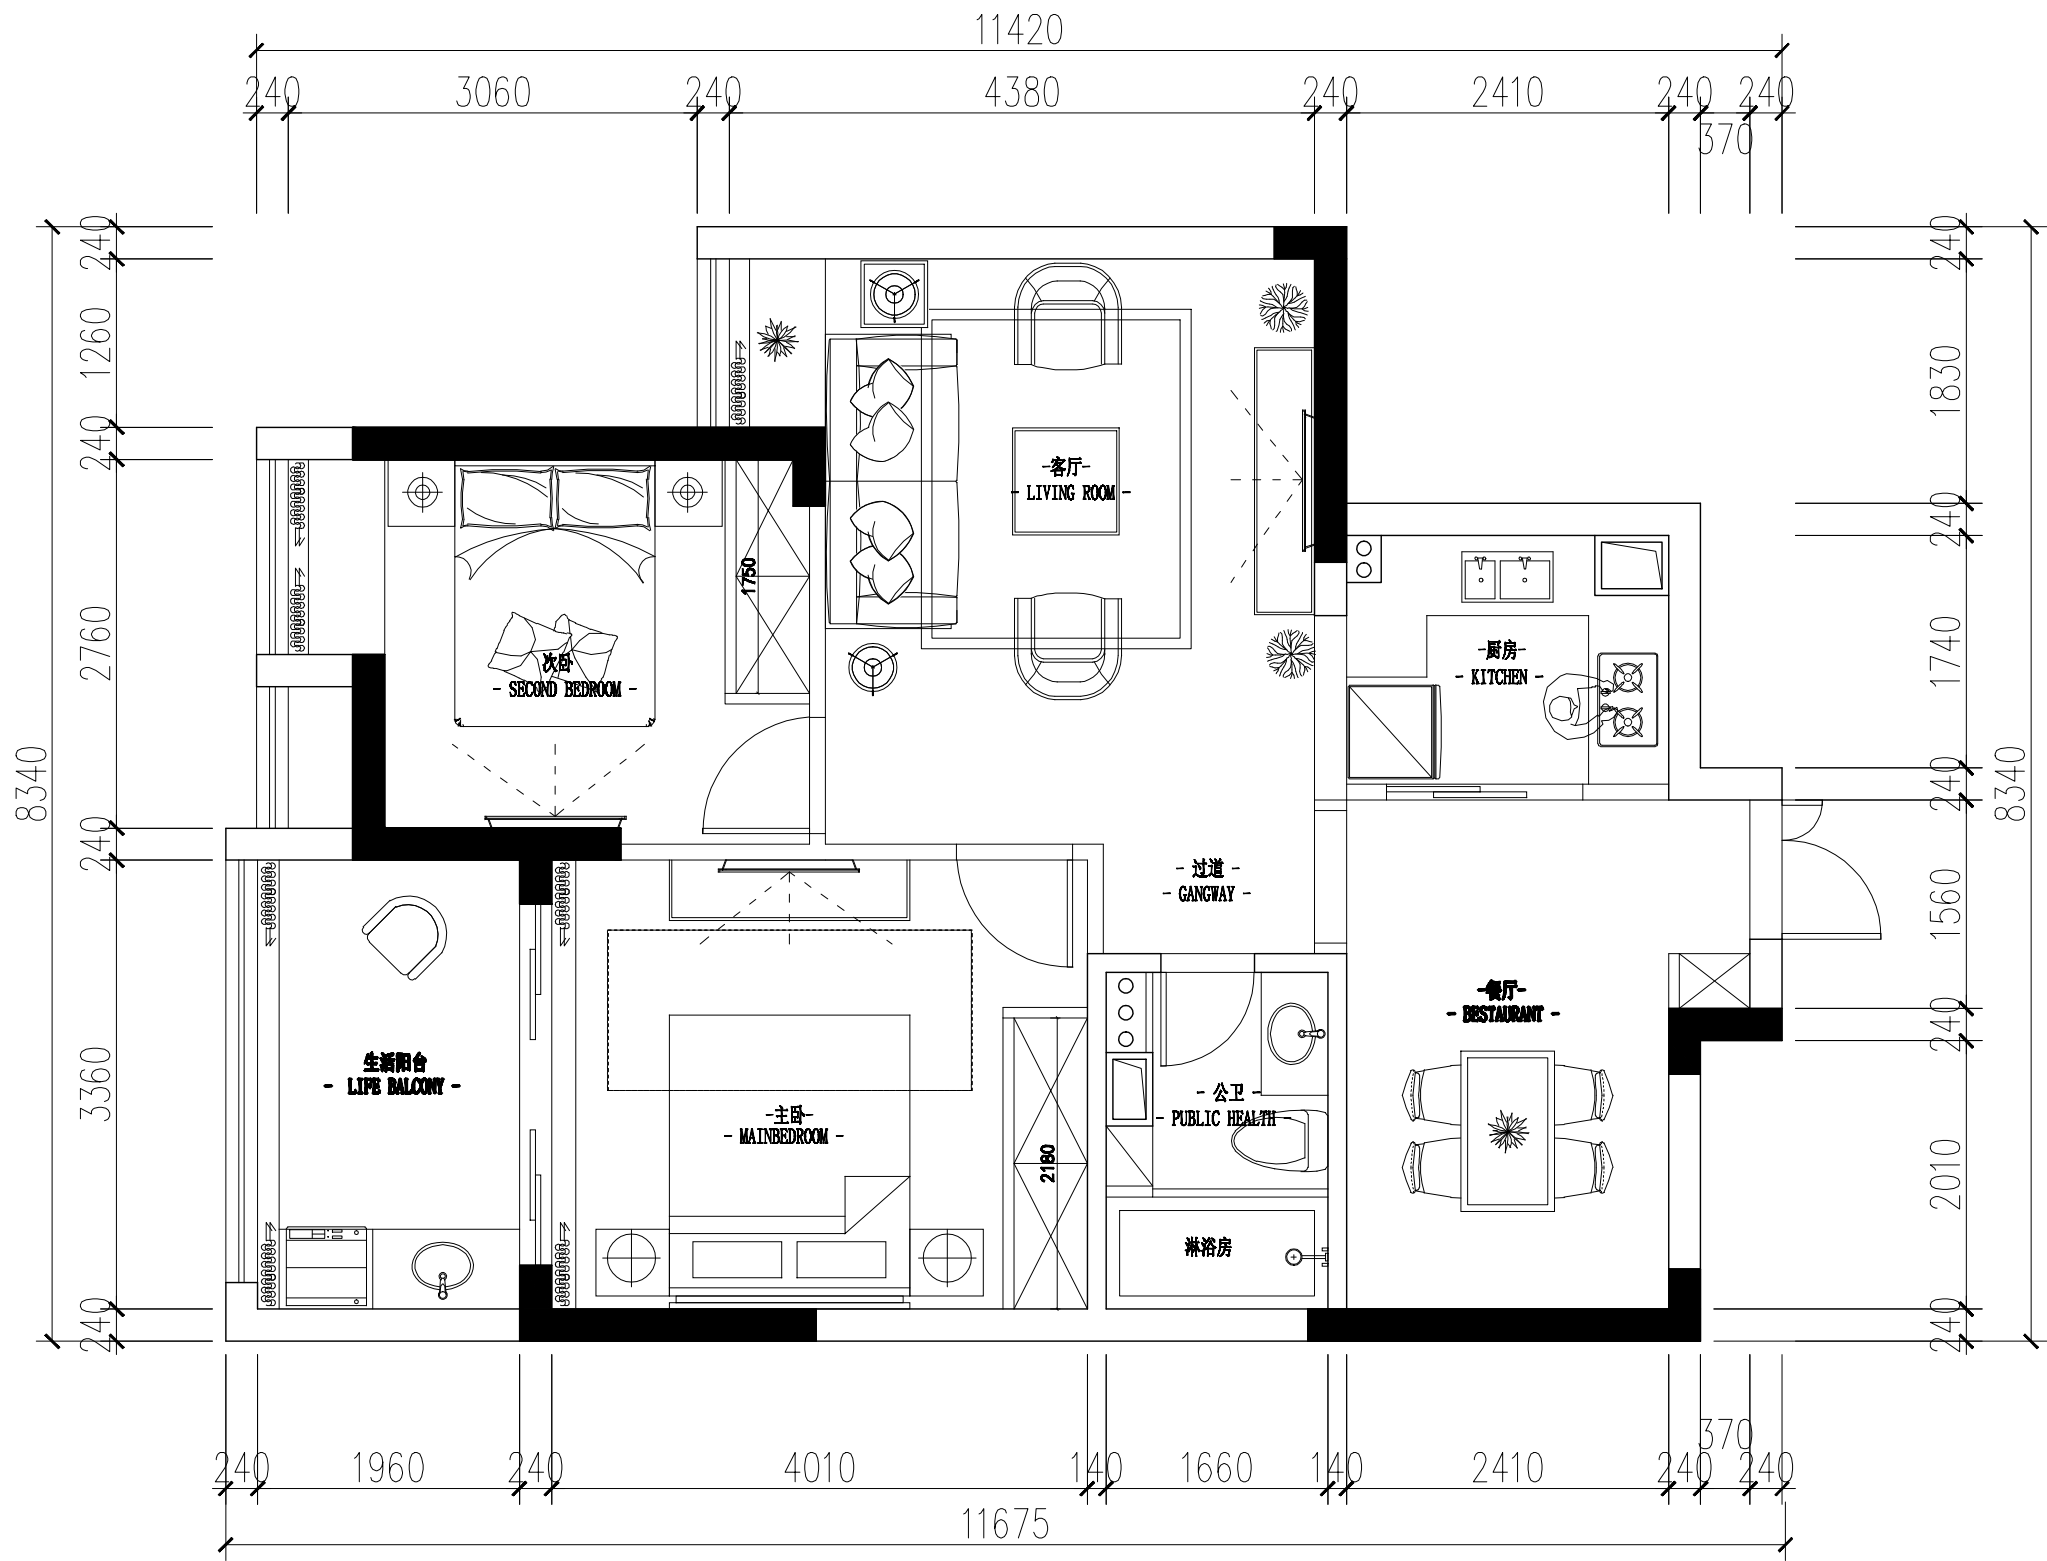 11420
240 3060 240 4380 240 2410 240 240
370
240
1260
240
2760
240
3360
240
8340
240
1830
240
1740
240
1560
240
2010
240
8340
-客厅-
- LIVING ROOM -
1750
次卧
- SECOND BEDROOM -
-厨房-
- KITCHEN -
- 过道 -
- GANGWAY -
-餐厅-
- BESTAURANT -
生活阳台
- LIFE BALCONY -
-主卧-
- MAINBEDROOM -
2180
- 公卫 -
- PUBLIC HEALTH -
淋浴房
370
240 1960 240 4010 140 1660 140 2410 240 240
11675